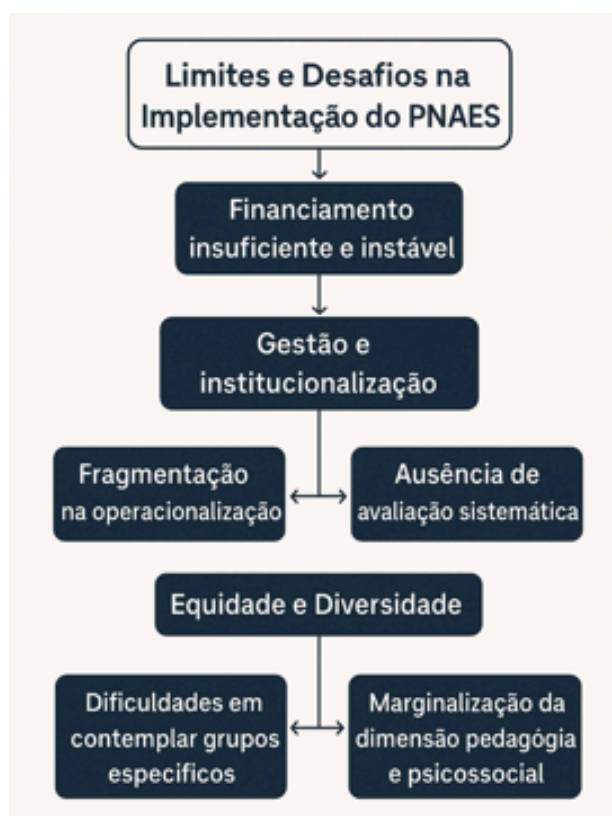 Limites e Desafios na
Implementação do PNAES
Financiamento
insuficiente e instável
Gestão e
institucionalização
Fragmentação
na operacionalização
Ausência de
avaliação sistemática
Equidade e Diversidade
Dificuldades em
contemplar grupos
especificos
Marginalização da
dimensão pedagógia
e psicossocial